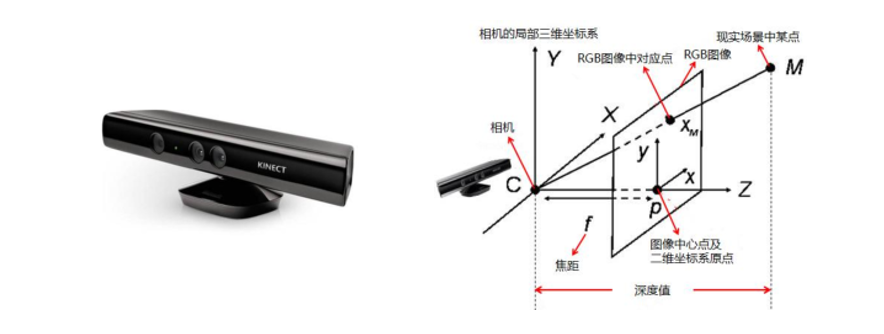 KINECT
相机的局部三维坐标系
现实场景中某点
RGB图像中对应点
RGB图像
Y
M
X
相机
xM
y
x
C
p
Z
f
焦距
图像中心点及
二维坐标系原点
深度值